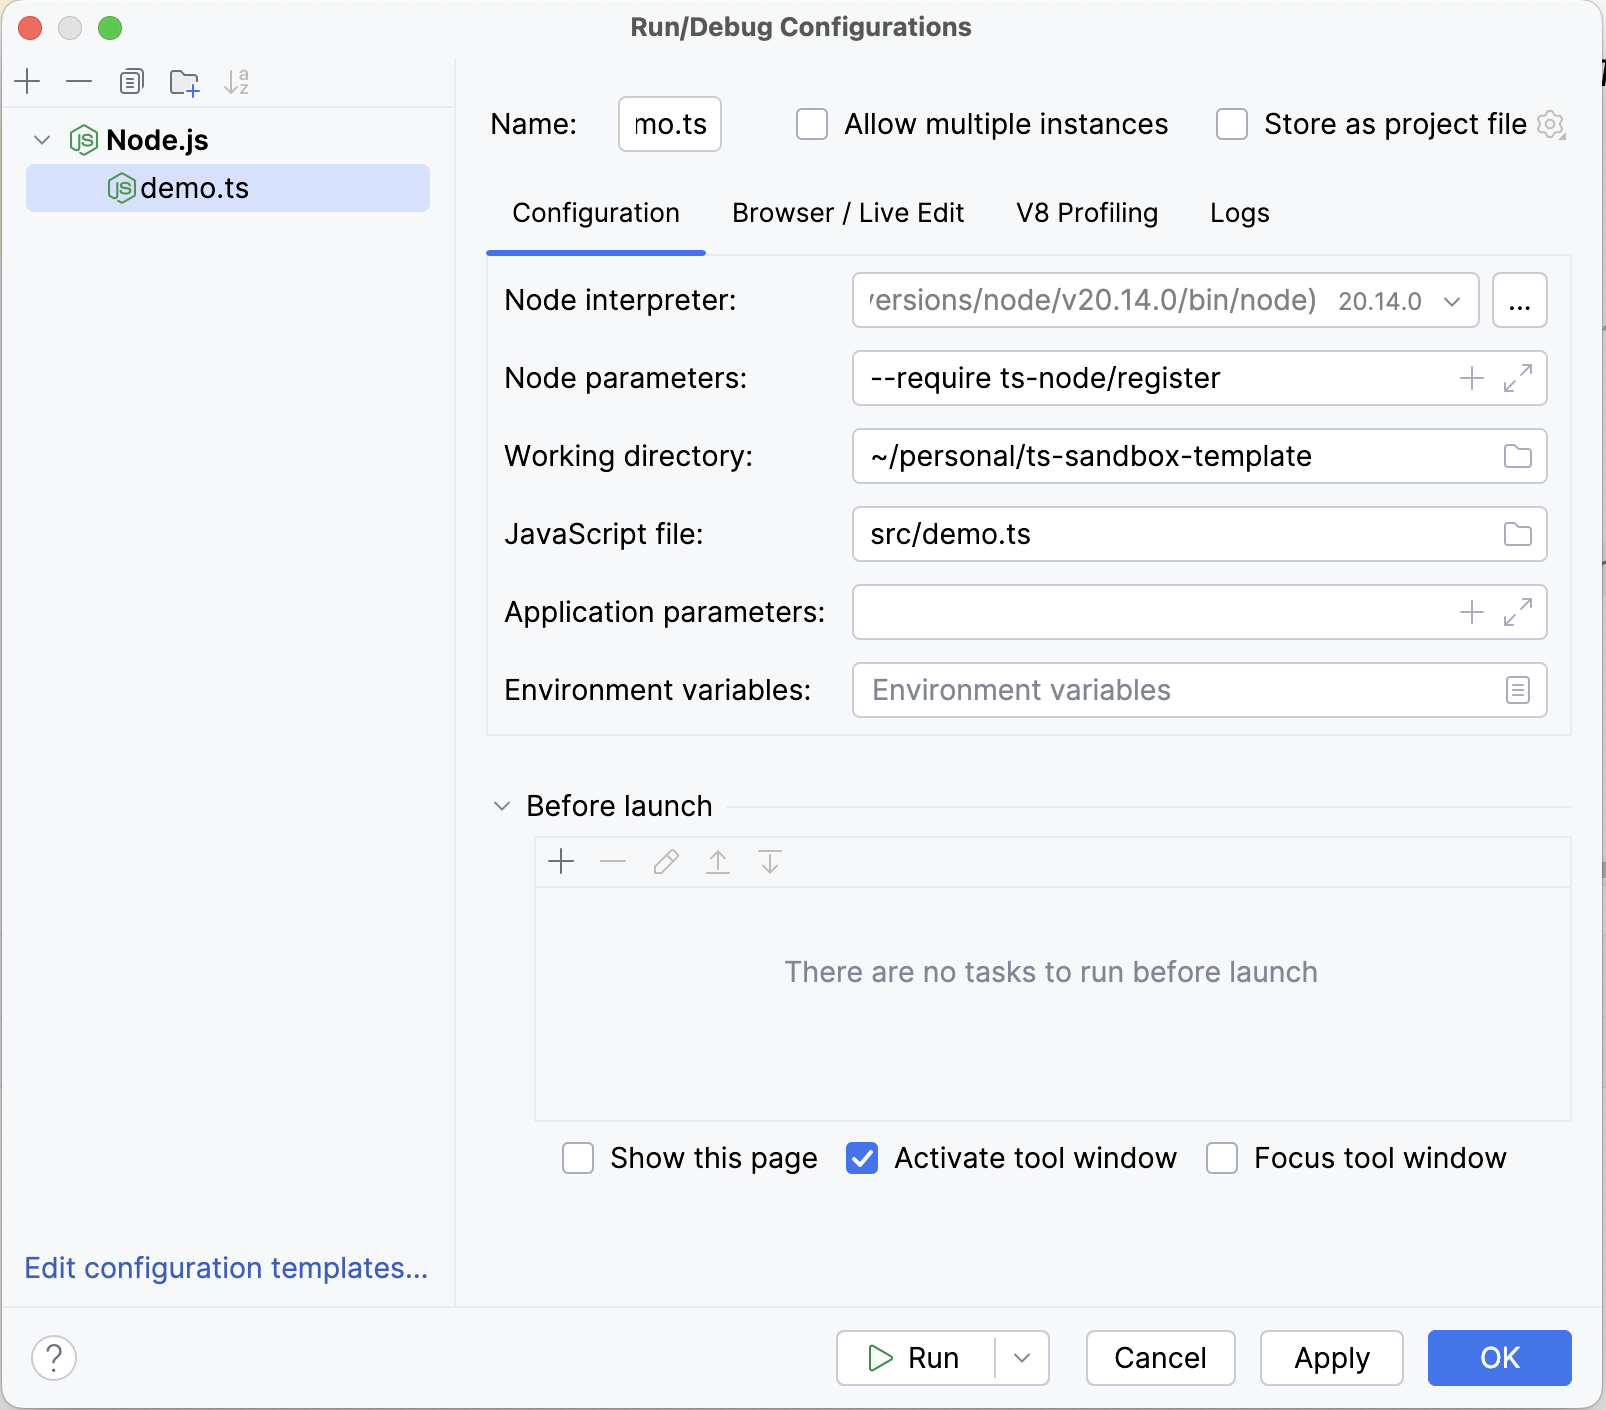 Run/Debug Configurations
Node.js
demo.ts
Edit configuration templates...
Name: mo.ts Allow multiple instances Store as project file
Configuration Browser / Live Edit V8 Profiling Logs
Node interpreter: versions/node/v20.14.0/bin/node) 20.14.0 ...
Node parameters: --require ts-node/register
Working directory: ~/personal/ts-sandbox-template
JavaScript file: src/demo.ts
Application parameters:
Environment variables: Environment variables
Before launch
There are no tasks to run before launch
Show this page Activate tool window Focus tool window
? Run Cancel Apply OK